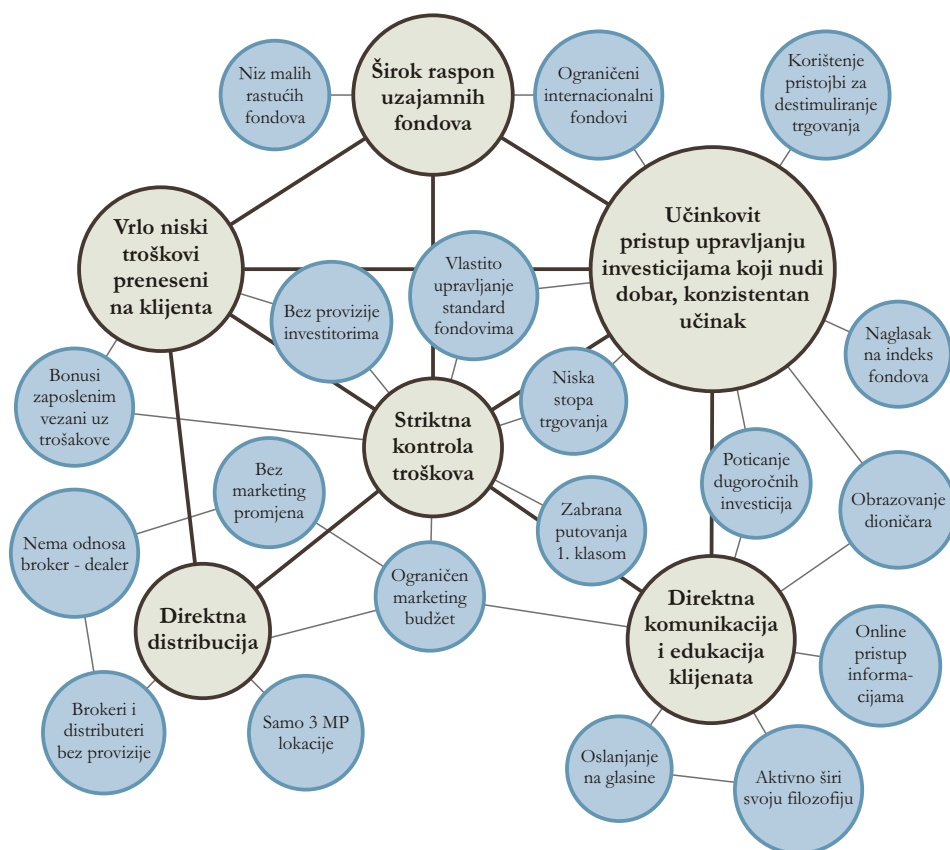 Širok raspon
uzajamnih
fondova
Niz malih
rastućih
fondova
Ograničeni
internacionalni
fondovi
Korištenje
pristojbi za
destimuliranje
trgovanja
Vrlo niski
troškovi
preneseni
na klijenta
Učinkovit
pristup upravljanju
investicijama koji nudi
dobar, konzistentan
učinak
Vlastito
upravljanje
standard
fondovima
Bez provizije
investitorima
Naglasak
na indeks
fondova
Bonusi
zaposlenim
vezani uz
trošakove
Niska
stopa
trgovanja
Striktna
kontrola
troškova
Bez
marketing
promjena
Poticanje
dugoročnih
investicija
Obrazovanje
dioničara
Zabrana
putovanja
1. klasom
Nema odnosa
broker - dealer
Ograničen
marketing
budžet
Direktna
distribucija
Direktna
komunikacija
i edukacija
klijenata
Online
pristup
informa-
cijama
Brokeri i
distributeri
bez provizije
Samo 3 MP
lokacije
Oslanjanje
na glasine
Aktivno širi
svoju filozofiju